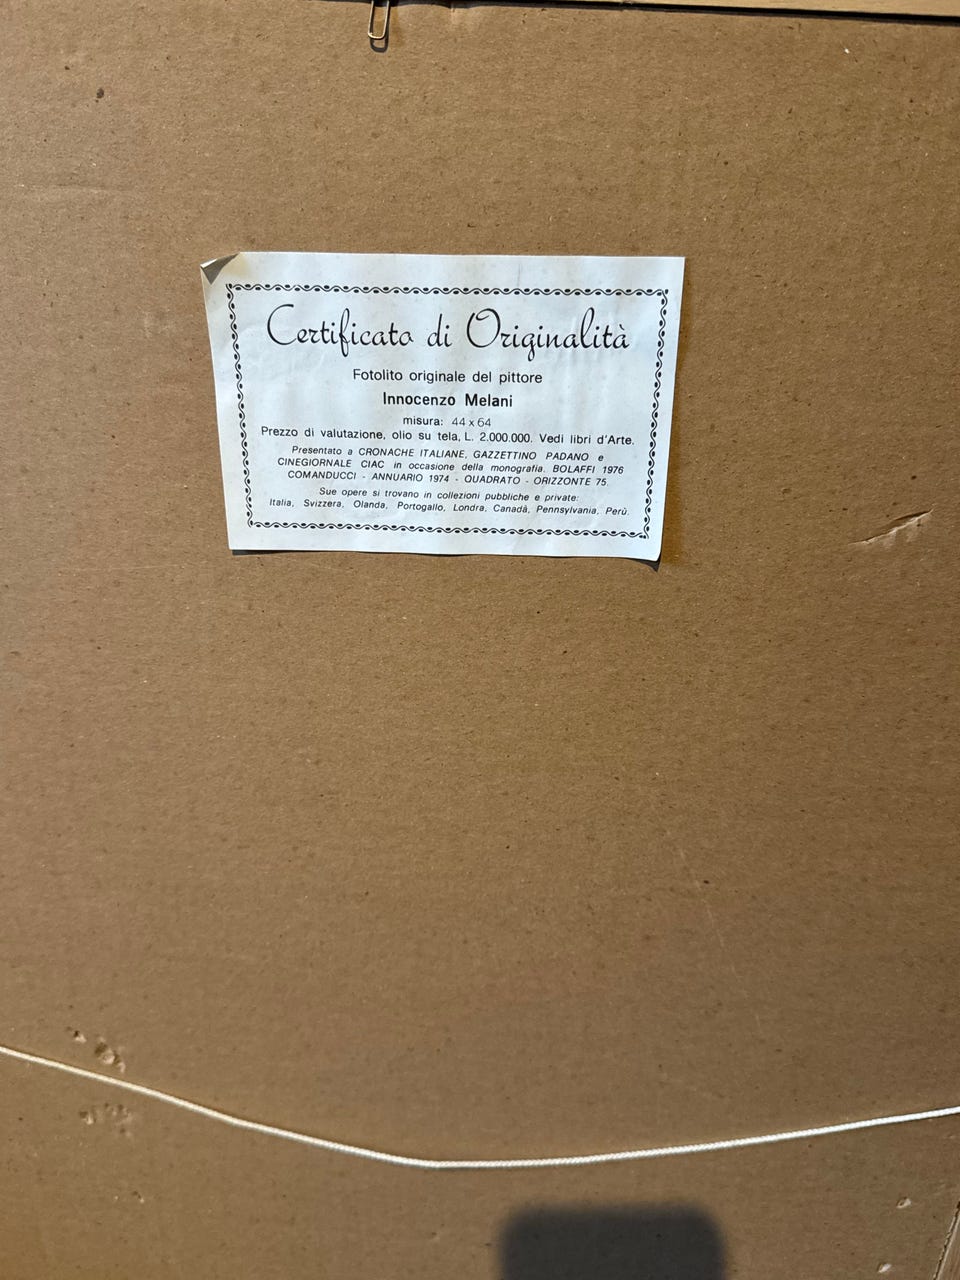 Certificato di Originalità
Fotolito originale del pittore
Innocenzo Melani
misura: 44 x 64
Prezzo di valutazione, olio su tela, L. 2.000.000. Vedi libri d'Arte.
Presentato a CRONACHE ITALIANE, GAZZETTINO PADANO e
CINEGIORNALE CIAC in occasione della monografia. BOLAFFI 1976
COMANDUCCI - ANNUARIO 1974 - QUADRATO - ORIZZONTE 75.
Sue opere si trovano in collezioni pubbliche e private:
Italia, Svizzera, Olanda, Portogallo, Londra, Canadà, Pennsylvania, Perù.